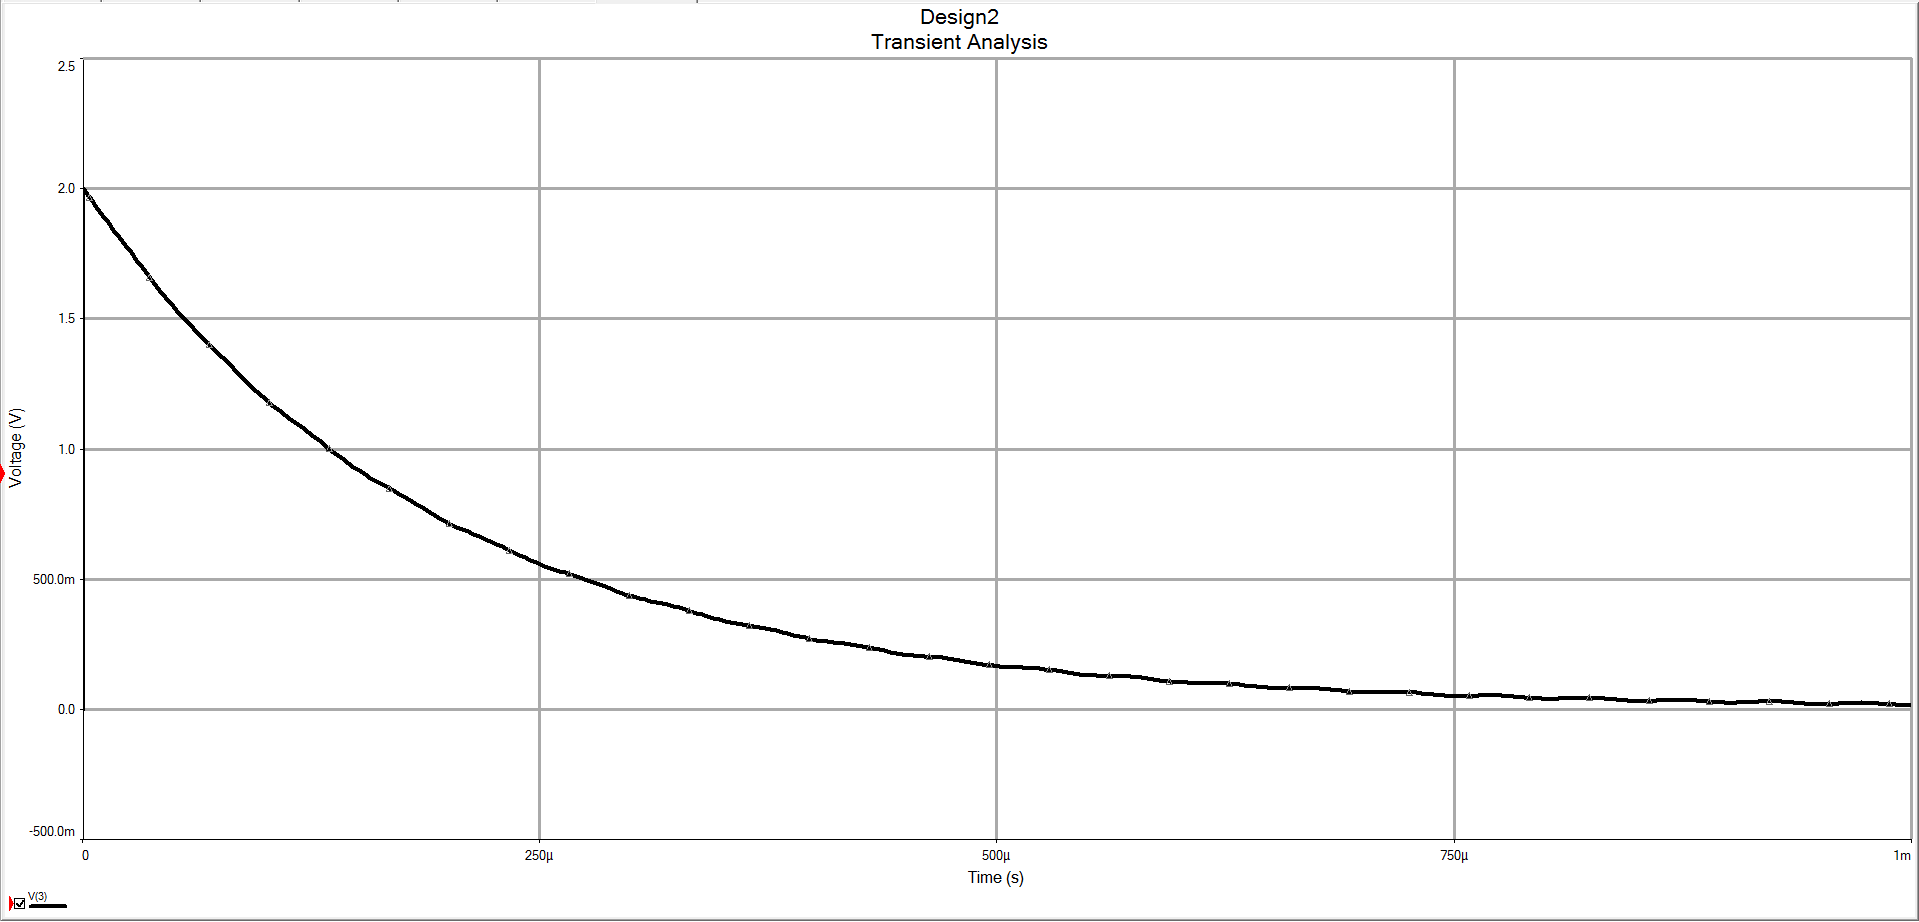 Design2
Transient Analysis
2.5
2.0
1.5
1.0
500.0m
0.0
-500.0m
Voltage (V)
0 250μ 500μ 750μ 1m
Time (s)
V(3)